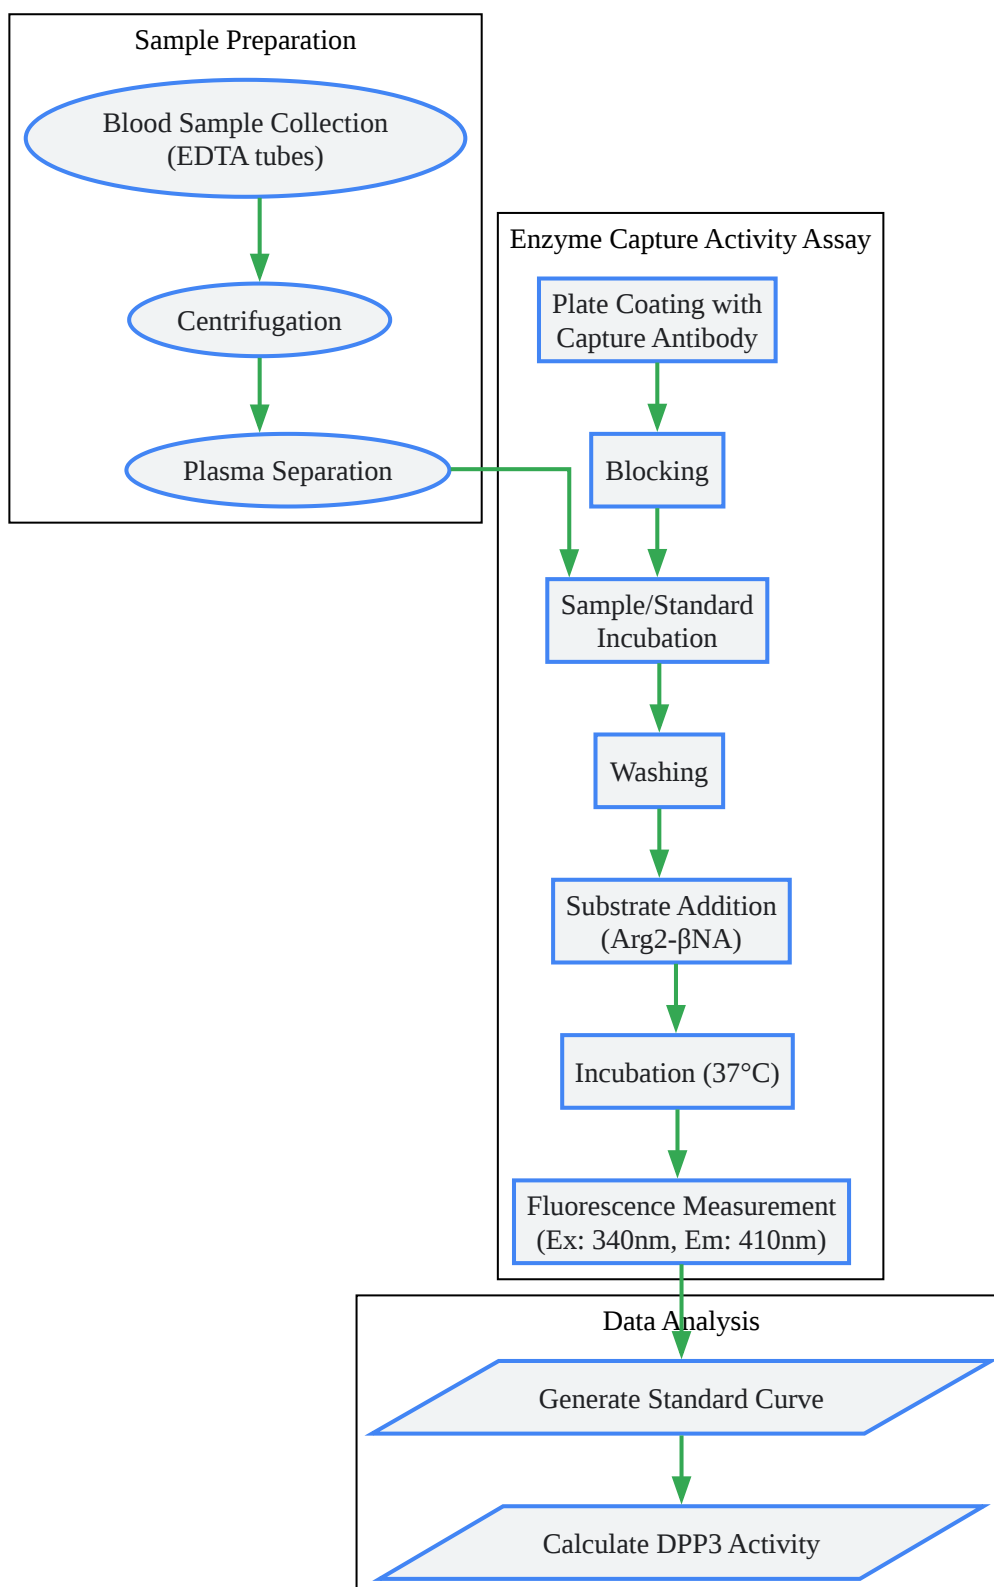 Sample Preparation
Blood Sample Collection
(EDTA tubes)
Centrifugation
Plasma Separation
Enzyme Capture Activity Assay
Plate Coating with
Capture Antibody
Blocking
Sample/Standard
Incubation
Washing
Substrate Addition
(Arg2-βNA)
Incubation (37°C)
Fluorescence Measurement
(Ex: 340nm, Em: 410nm)
Data Analysis
Generate Standard Curve
Calculate DPP3 Activity